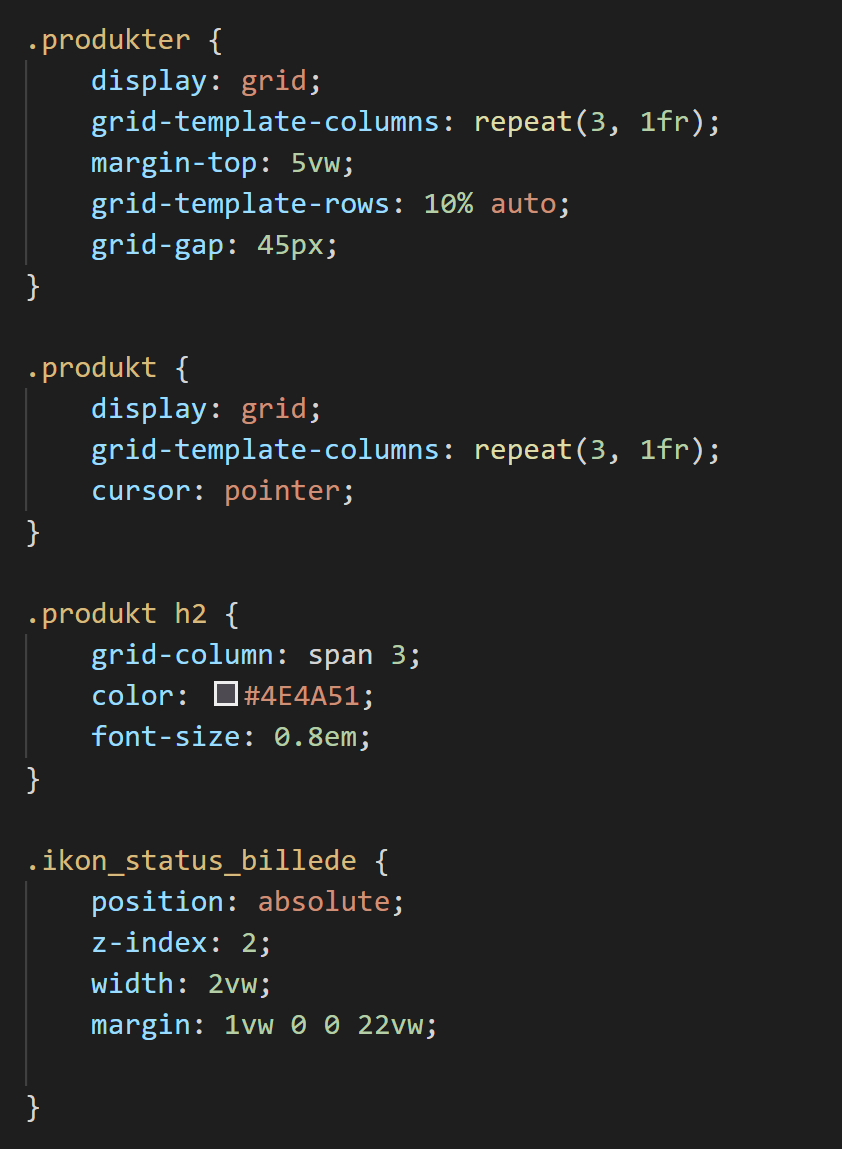 .produkter {
    display: grid;
    grid-template-columns: repeat(3, 1fr);
    margin-top: 5vw;
    grid-template-rows: 10% auto;
    grid-gap: 45px;
}

.produkt {
    display: grid;
    grid-template-columns: repeat(3, 1fr);
    cursor: pointer;
}

.produkt h2 {
    grid-column: span 3;
    color: #4E4A51;
    font-size: 0.8em;
}

.ikon_status_billede {
    position: absolute;
    z-index: 2;
    width: 2vw;
    margin: 1vw 0 0 22vw;

}